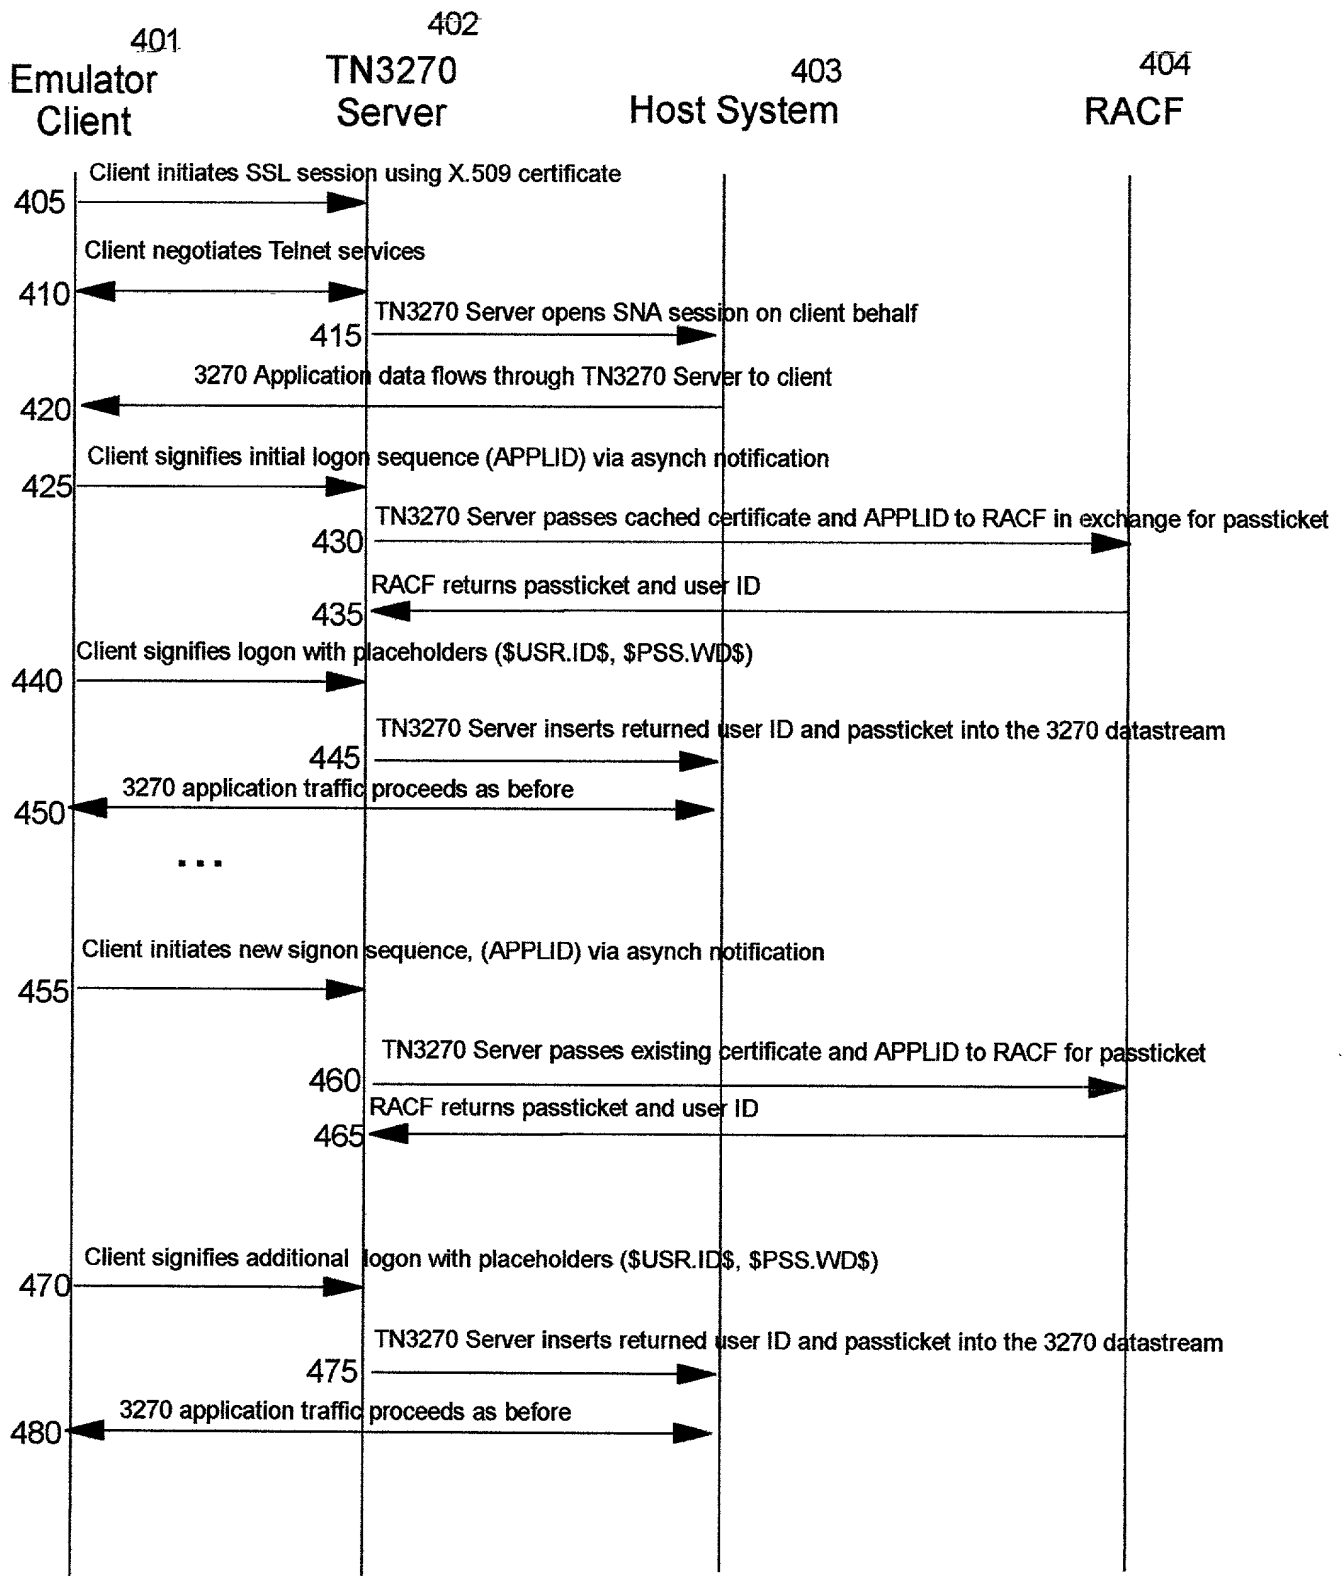 401
402
403
404
Emulator
Client
TN3270
Server
Host System
RACF
Client initiates SSL session using X.509 certificate
405
Client negotiates Telnet services
410
TN3270 Server opens SNA session on client behalf
415
3270 Application data flows through TN3270 Server to client
420
Client signifies initial logon sequence (APPLID) via asynch notification
425
TN3270 Server passes cached certificate and APPLID to RACF in exchange for passticket
430
RACF returns passticket and user ID
435
Client signifies logon with placeholders ($USR.ID$, $PSS.WD$)
440
TN3270 Server inserts returned user ID and passticket into the 3270 datastream
445
3270 application traffic proceeds as before
450
...
Client initiates new signon sequence, (APPLID) via asynch notification
455
TN3270 Server passes existing certificate and APPLID to RACF for passticket
460
RACF returns passticket and user ID
465
Client signifies additional logon with placeholders ($USR.ID$, $PSS.WD$)
470
TN3270 Server inserts returned user ID and passticket into the 3270 datastream
475
3270 application traffic proceeds as before
480